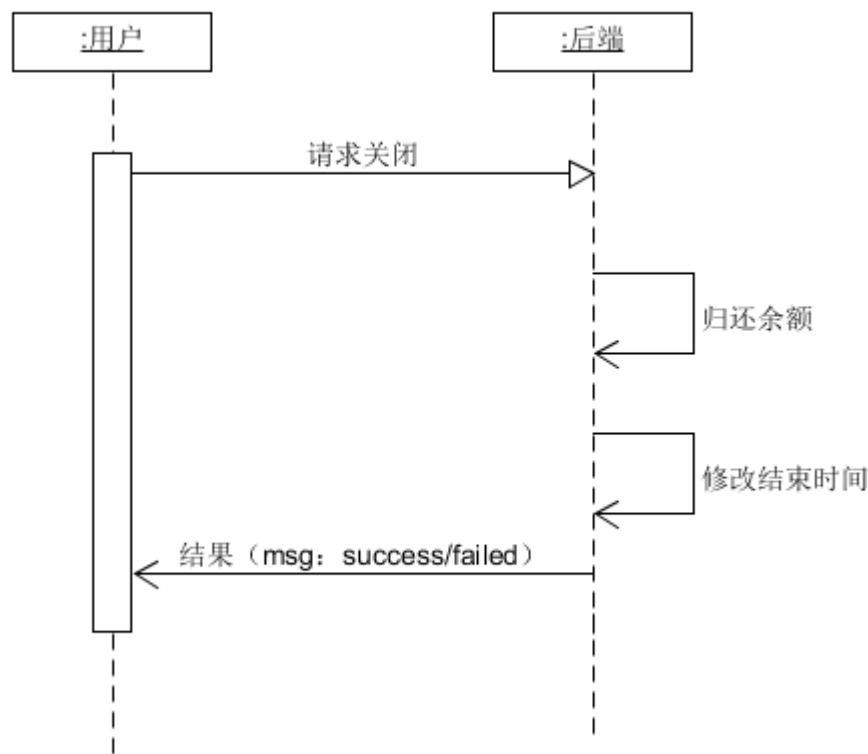 :用户
:后端
请求关闭
归还余额
修改结束时间
结果（msg：success/failed）